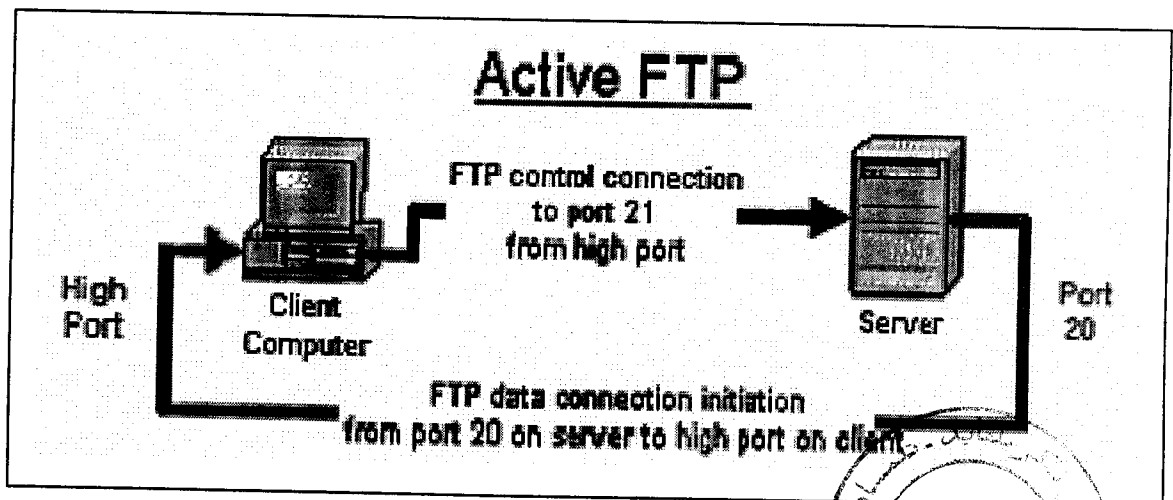 Active FTP
FTP control connection
to port 21
from high port
High
Port
Client
Computer
Server
Port
20
FTP data connection initiation
from port 20 on server to high port on client